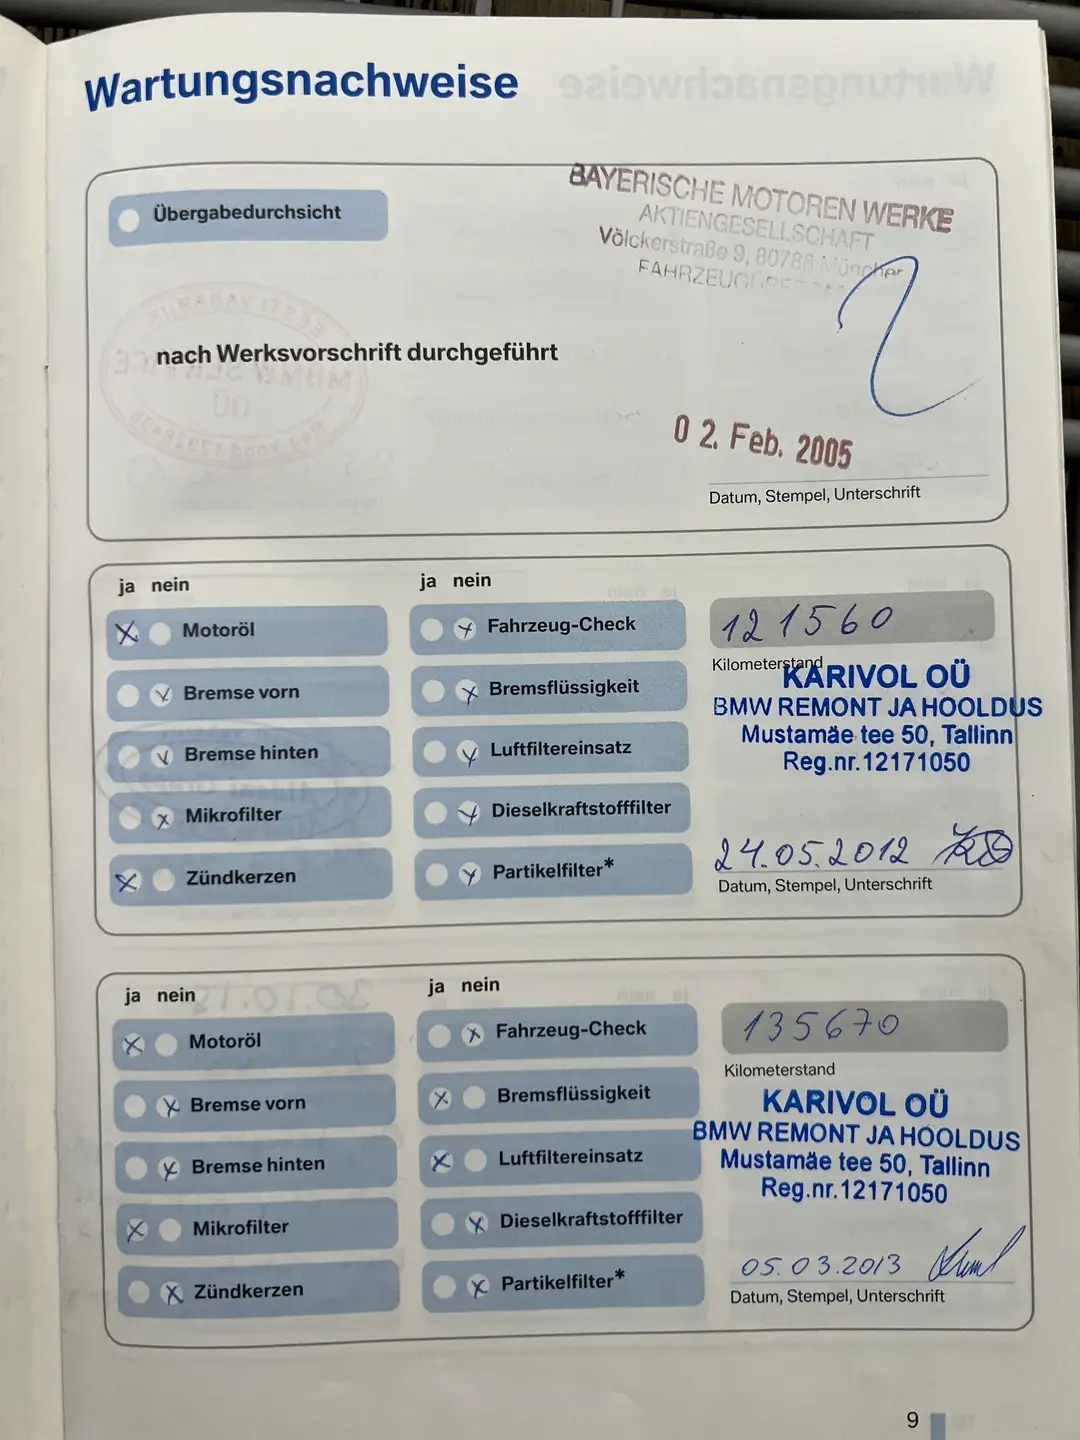 Wartungsnachweise
Übergabedurchsicht
BAYERISCHE MOTOREN WERKE
AKTIENGESELLSCHAFT
Völckerstraße 9, 80788
nach Werksvorschrift durchgeführt
02. Feb. 2005
Datum, Stempel, Unterschrift
ja nein
Motoröl
Bremse vorn
Bremse hinten
Mikrofilter
Zündkerzen
ja nein
Fahrzeug-Check
Bremsflüssigkeit
Luftfiltereinsatz
Dieselkraftstofffilter
Partikelfilter*
121560
Kilometerstand
KARIVOL OÜ
BMW REMONT JA HOOLDUS
Mustamäe tee 50, Tallinn
Reg.nr.12171050
24.05.2012
Datum, Stempel, Unterschrift
ja nein
Motoröl
Bremse vorn
Bremse hinten
Mikrofilter
Zündkerzen
ja nein
Fahrzeug-Check
Bremsflüssigkeit
Luftfiltereinsatz
Dieselkraftstofffilter
Partikelfilter*
135670
Kilometerstand
KARIVOL OÜ
BMW REMONT JA HOOLDUS
Mustamäe tee 50, Tallinn
Reg.nr.12171050
05.03.2013
Datum, Stempel, Unterschrift
9